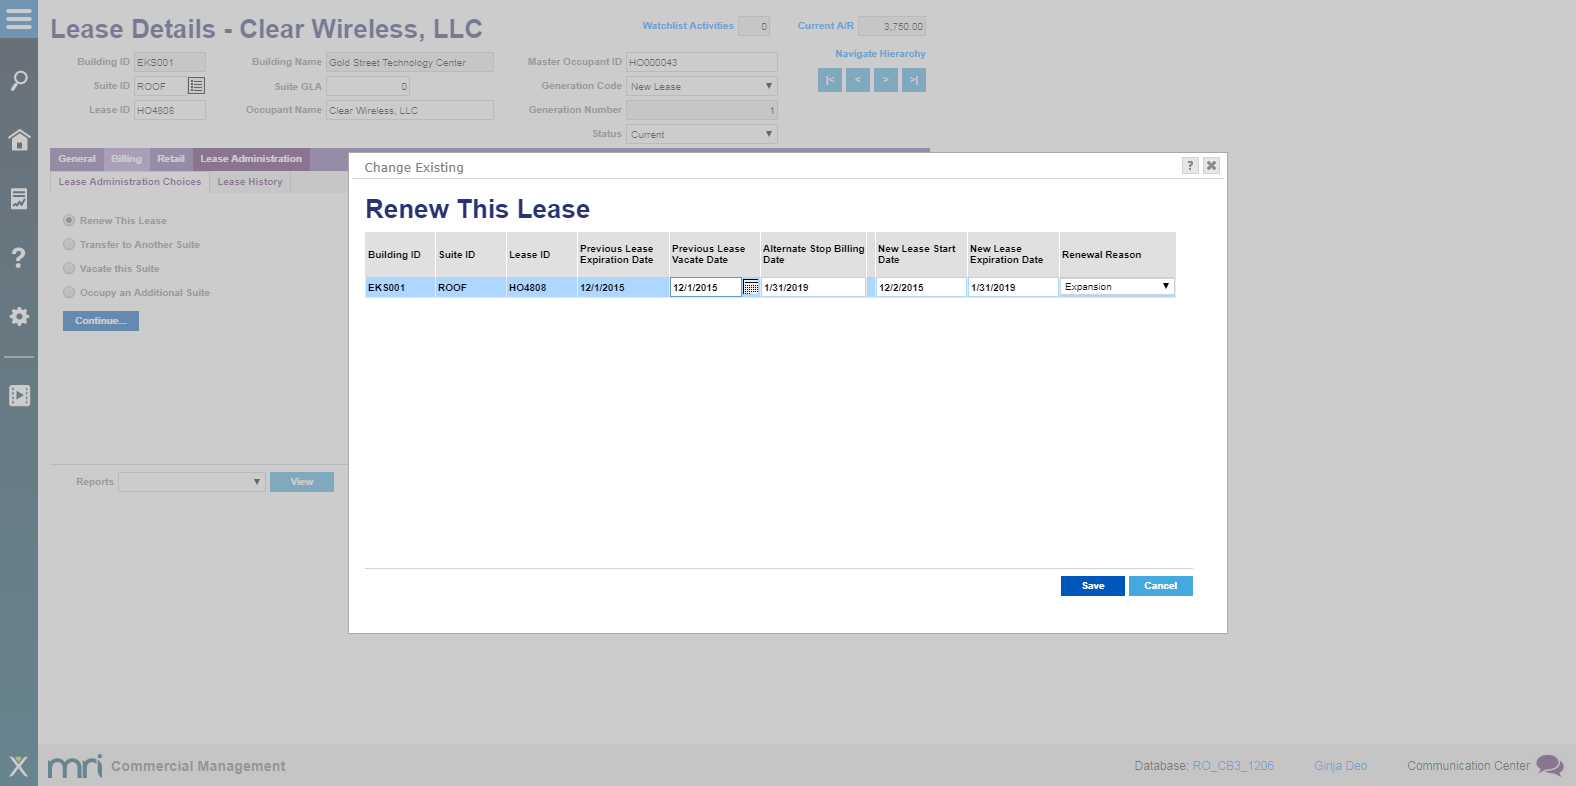 Lease Details - Clear Wireless, LLC
Watchlist Activities 0 Current A/R 3,750.00
Building ID EKS001 Building Name Gold Street Technology Center Master Occupant ID HO000043 Navigate Hierarchy
Suite ID ROOF Suite GLA 0 Generation Code New Lease ▼ |< < > >|
Lease ID HO4808 Occupant Name Clear Wireless, LLC Generation Number 1
Status Current ▼
General Billing Retail Lease Administration
Lease Administration Choices Lease History
Renew This Lease
Transfer to Another Suite
Vacate this Suite
Occupy an Additional Suite
Continue...
Reports ▼ View
Change Existing ? ✖
Renew This Lease
Building ID Suite ID Lease ID Previous Lease Expiration Date Previous Lease Vacate Date Alternate Stop Billing Date New Lease Start Date New Lease Expiration Date Renewal Reason
EKS001 ROOF HO4808 12/1/2015 12/1/2015 1/31/2019 12/2/2015 1/31/2019 Expansion ▼
Save Cancel
?
mri Commercial Management Database: RO_CB3_1206 Girija Deo Communication Center